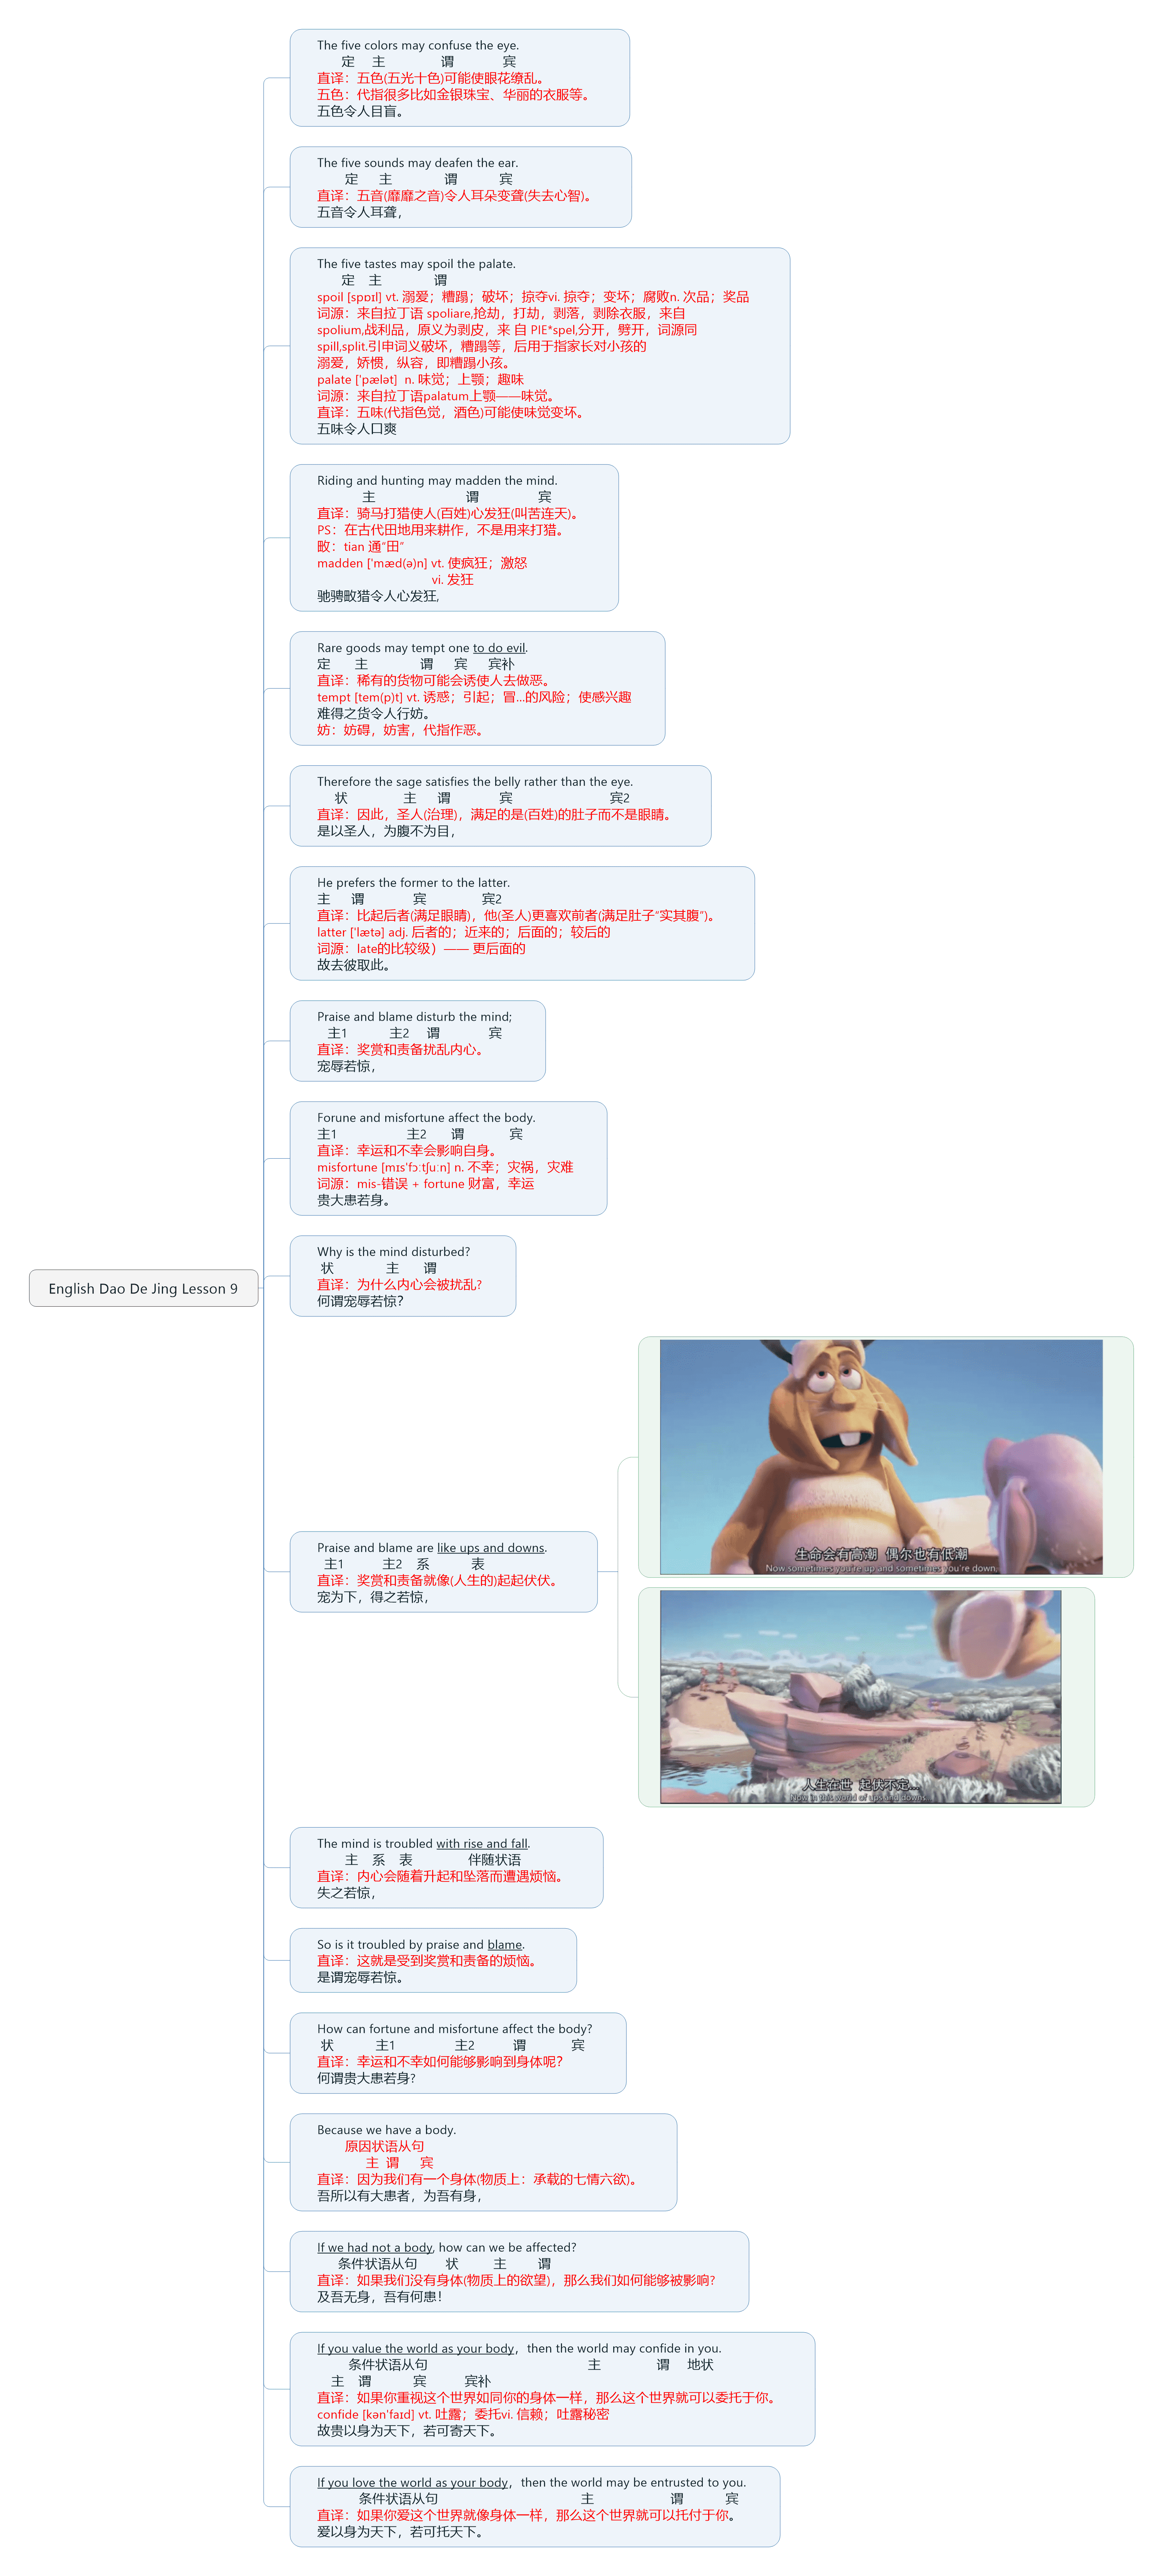 The five colors may confuse the eye.
定 主 谓 宾
直译：五色(五光十色)可能使眼花缭乱。
五色：代指很多比如金银珠宝、华丽的衣服等。
五色令人目盲。
The five sounds may deafen the ear.
定 主 谓 宾
直译：五音(靡靡之音)令人耳朵变聋(失去心智)。
五音令人耳聋，
The five tastes may spoil the palate.
定 主 谓
spoil [spɒɪl] vt. 溺爱；糟蹋；破坏；掠夺vi. 掠夺；变坏；腐败n. 次品；奖品
词源：来自拉丁语 spoliare,抢劫，打劫，剥落，剥除衣服，来自
spolium,战利品，原义为剥皮，来 自 PIE*spel,分开，劈开，词源同
spill,split.引申词义破坏，糟蹋等，后用于指家长对小孩的
溺爱，娇惯，纵容，即糟蹋小孩。
palate ['pælət] n. 味觉；上颚；趣味
词源：来自拉丁语palatum上颚——味觉。
直译：五味(代指色觉，酒色)可能使味觉变坏。
五味令人口爽
Riding and hunting may madden the mind.
主 谓 宾
直译：骑马打猎使人(百姓)心发狂(叫苦连天)。
PS：在古代田地用来耕作，不是用来打猎。
畋：tian 通"田"
madden ['mæd(ə)n] vt. 使疯狂；激怒
vi. 发狂
驰骋畋猎令人心发狂,
Rare goods may tempt one to do evil.
定 主 谓 宾 宾补
直译：稀有的货物可能会诱使人去做恶。
tempt [tem(p)t] vt. 诱惑；引起；冒...的风险；使感兴趣
难得之货令人行妨。
妨：妨碍，妨害，代指作恶。
Therefore the sage satisfies the belly rather than the eye.
状 主 谓 宾 宾2
直译：因此，圣人(治理)，满足的是(百姓)的肚子而不是眼睛。
是以圣人，为腹不为目，
He prefers the former to the latter.
主 谓 宾 宾2
直译：比起后者(满足眼睛)，他(圣人)更喜欢前者(满足肚子"实其腹")。
latter ['lætə] adj. 后者的；近来的；后面的；较后的
词源：late的比较级）—— 更后面的
故去彼取此。
Praise and blame disturb the mind;
主1 主2 谓 宾
直译：奖赏和责备扰乱内心。
宠辱若惊，
Forune and misfortune affect the body.
主1 主2 谓 宾
直译：幸运和不幸会影响自身。
misfortune [mɪs'fɔːtʃuːn] n. 不幸；灾祸，灾难
词源：mis-错误 + fortune 财富，幸运
贵大患若身。
Why is the mind disturbed?
状 主 谓
直译：为什么内心会被扰乱?
何谓宠辱若惊?
English Dao De Jing Lesson 9
生命会有高潮 偶尔也有低潮
Now sometimes you're up and sometimes you're down,
Praise and blame are like ups and downs.
主1 主2 系 表
直译：奖赏和责备就像(人生的)起起伏伏。
宠为下，得之若惊，
人生在世 起伏不定...
Now in this world of ups and downs
The mind is troubled with rise and fall.
主 系 表 伴随状语
直译：内心会随着升起和坠落而遭遇烦恼。
失之若惊，
So is it troubled by praise and blame.
直译：这就是受到奖赏和责备的烦恼。
是谓宠辱若惊。
How can fortune and misfortune affect the body?
状 主1 主2 谓 宾
直译：幸运和不幸如何能够影响到身体呢?
何谓贵大患若身?
Because we have a body.
原因状语从句
主 谓 宾
直译：因为我们有一个身体(物质上：承载的七情六欲)。
吾所以有大患者，为吾有身，
If we had not a body, how can we be affected?
条件状语从句 状 主 谓
直译：如果我们没有身体(物质上的欲望)，那么我们如何能够被影响?
及吾无身，吾有何患！
If you value the world as your body，then the world may confide in you.
条件状语从句 主 谓 地状
主 谓 宾 宾补
直译：如果你重视这个世界如同你的身体一样，那么这个世界就可以委托于你。
confide [kən'faɪd] vt. 吐露；委托vi. 信赖；吐露秘密
故贵以身为天下，若可寄天下。
If you love the world as your body，then the world may be entrusted to you.
条件状语从句 主 谓 宾
直译：如果你爱这个世界就像身体一样，那么这个世界就可以托付于你。
爱以身为天下，若可托天下。